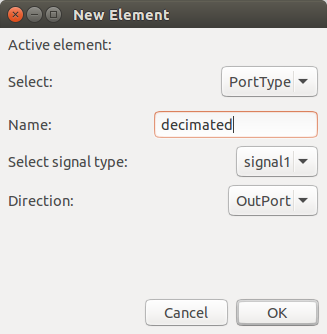 New Element
Active element:
Select: PortType
Name: decimated
Select signal type: signal1
Direction: OutPort
Cancel OK